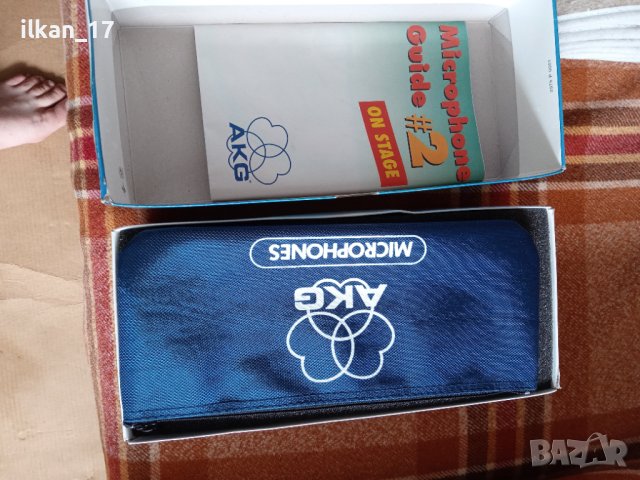 ilkan_17
Microphone
Guide #2
ON STAGE
AKG
MICROPHONES
AKG
BAZAR